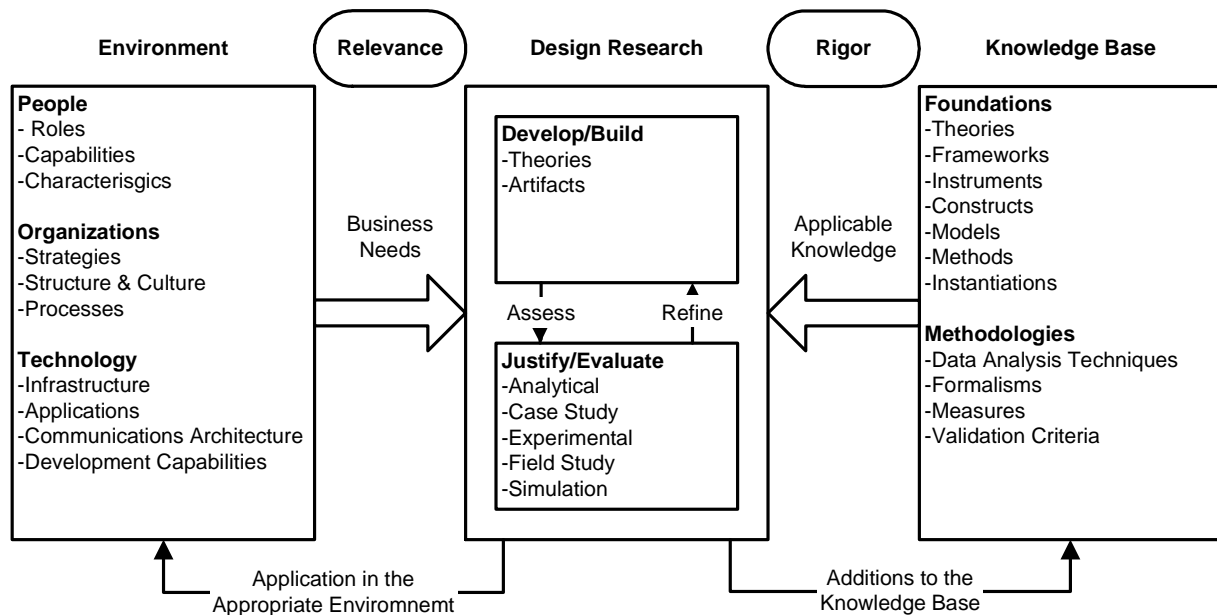 Environment
Relevance
Design Research
Rigor
Knowledge Base
People
- Roles
-Capabilities
-Characterisgics
Organizations
-Strategies
-Structure & Culture
-Processes
Technology
-Infrastructure
-Applications
-Communications Architecture
-Development Capabilities
Business
Needs
Develop/Build
-Theories
-Artifacts
Assess
Refine
Justify/Evaluate
-Analytical
-Case Study
-Experimental
-Field Study
-Simulation
Applicable
Knowledge
Foundations
-Theories
-Frameworks
-Instruments
-Constructs
-Models
-Methods
-Instantiations
Methodologies
-Data Analysis Techniques
-Formalisms
-Measures
-Validation Criteria
Application in the
Appropriate Enviromnemt
Additions to the
Knowledge Base